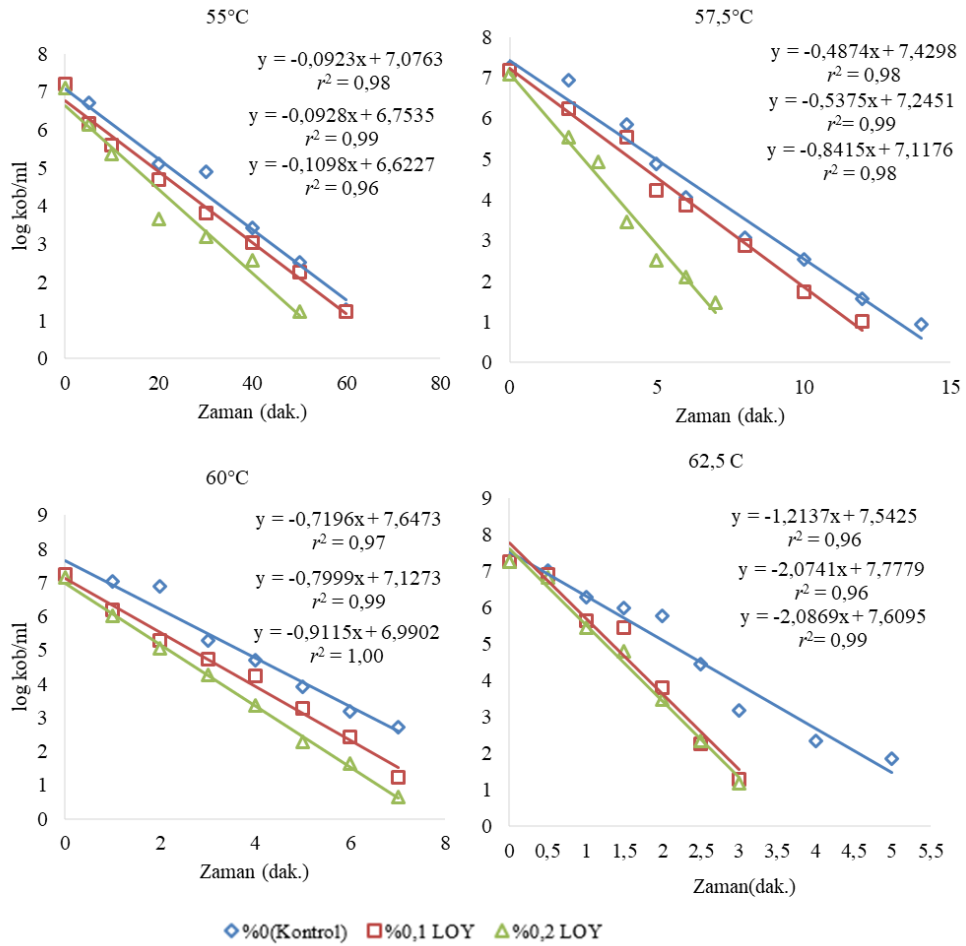 55°C
y = -0,0923x + 7,0763
r² = 0,98
y = -0,0928x + 6,7535
r² = 0,99
y = -0,1098x + 6,6227
r² = 0,96
log kob/ml
8
7
6
5
4
3
2
1
0
0 20 40 60 80
Zaman (dak.)
57,5°C
y = -0,4874x + 7,4298
r² = 0,98
y = -0,5375x + 7,2451
r² = 0,99
y = -0,8415x + 7,1176
r² = 0,98
8
7
6
5
4
3
2
1
0
0 5 10 15
Zaman (dak.)
60°C
y = -0,7196x + 7,6473
r² = 0,97
y = -0,7999x + 7,1273
r² = 0,99
y = -0,9115x + 6,9902
r² = 1,00
log kob/ml
9
8
7
6
5
4
3
2
1
0
0 2 4 6 8
Zaman (dak.)
62,5 C
y = -1,2137x + 7,5425
r² = 0,96
y = -2,0741x + 7,7779
r² = 0,96
y = -2,0869x + 7,6095
r²= 0,99
9
8
7
6
5
4
3
2
1
0
0 0,5 1 1,5 2 2,5 3 3,5 4 4,5 5 5,5
Zaman(dak.)
%0(Kontrol) %0,1 LOY %0,2 LOY